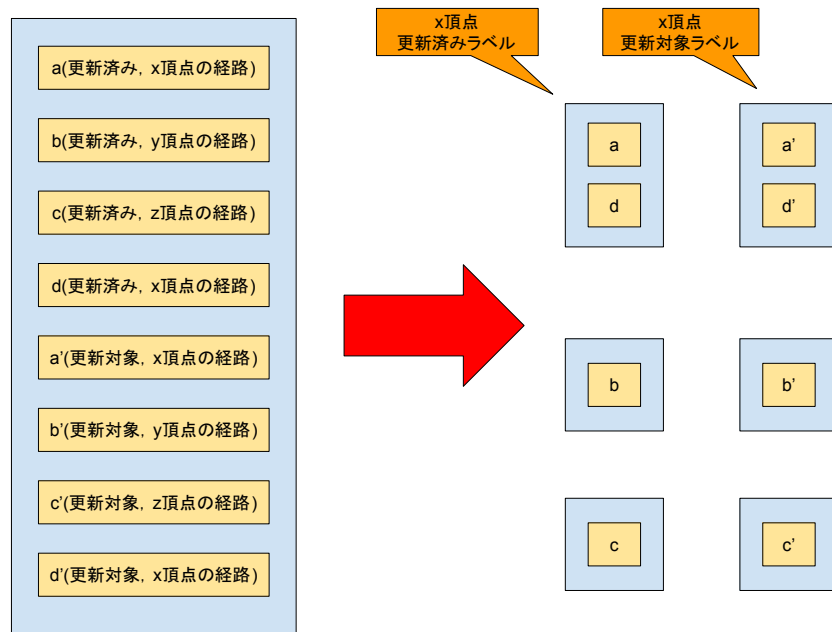 x頂点
更新済みラベル
x頂点
更新対象ラベル
a(更新済み, x頂点の経路)
b(更新済み, y頂点の経路)
c(更新済み, z頂点の経路)
d(更新済み, x頂点の経路)
a'(更新対象, x頂点の経路)
b'(更新対象, y頂点の経路)
c'(更新対象, z頂点の経路)
d'(更新対象, x頂点の経路)
a
d
a'
d'
b
b'
c
c'